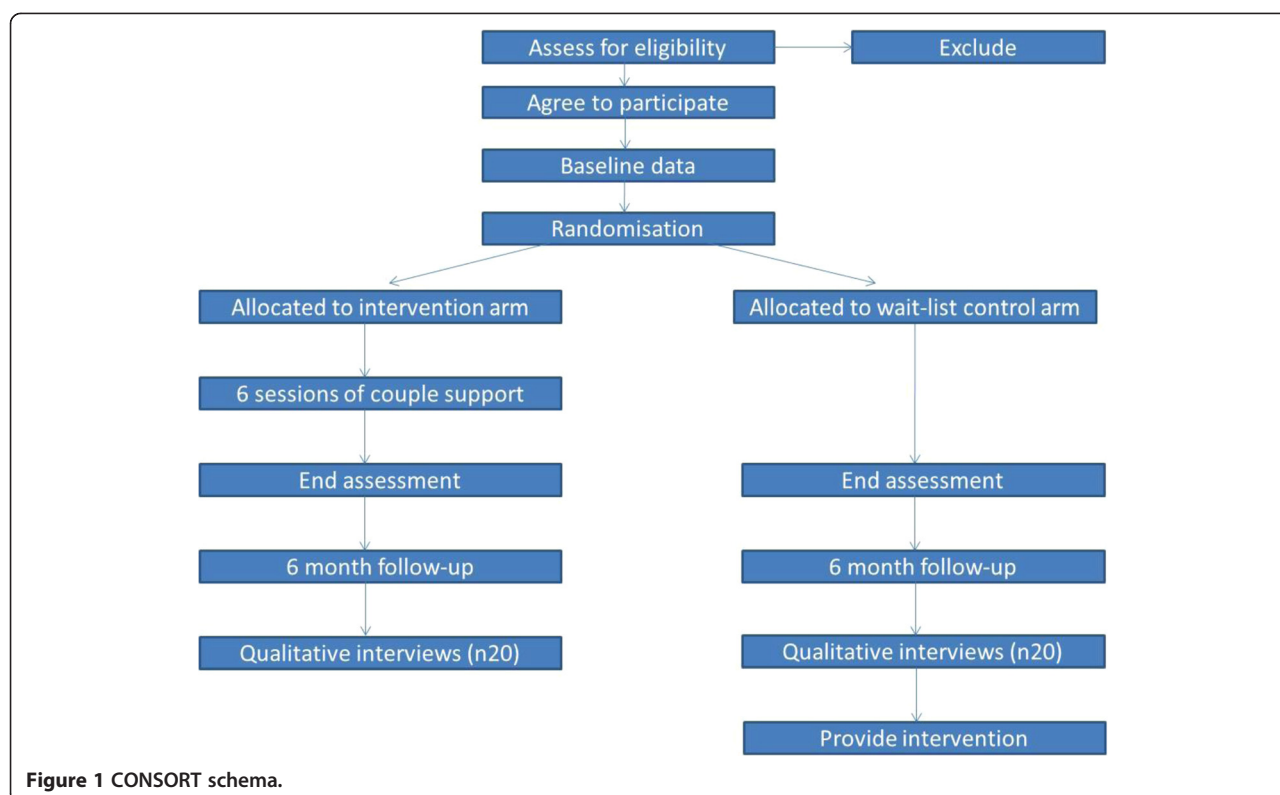 Assess for eligibility
Exclude
Agree to participate
Baseline data
Randomisation
Allocated to intervention arm
Allocated to wait-list control arm
6 sessions of couple support
End assessment
End assessment
6 month follow-up
6 month follow-up
Qualitative interviews (n20)
Qualitative interviews (n20)
Provide intervention
Figure 1 CONSORT schema.